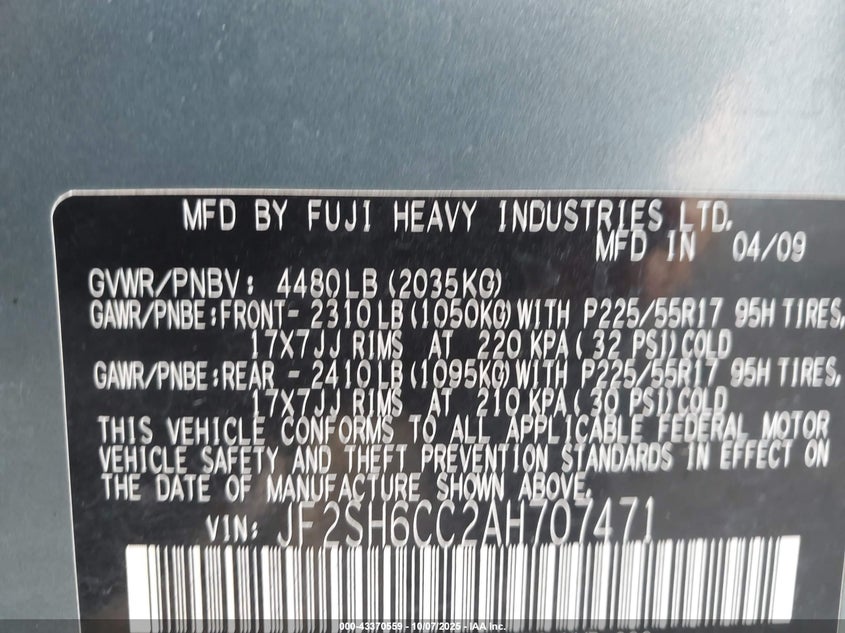 MFD BY FUJI HEAVY INDUSTRIES LTD.
MFD IN 04/09
GVWR/PNBV: 4480LB(2035KG)
GAWR/PNBE:FRONT- 2310LB(1050KG)WITH P225/55R17 95H TIRES,
17X7JJ RIMS AT 220 KPA( 32 PSI)COLD
GAWR/PNBE:REAR - 2410LB(1095KG)WITH P225/55R17 95H TIRES,
17X7JJ RIMS AT 210 KPA( 30 PSI)COLD
THIS VEHICLE CONFORMS TO ALL APPLICABLE FEDERAL MOTOR
VEHICLE SAFETY AND THEFT PREVENTION STANDARDS IN EFFECT ON
THE DATE OF MANUFACTURE SHOWN ABOVE.
VIN: JF2SH6CC2AH707471
000-43370559 - 10/07/2025 - IAA Inc.